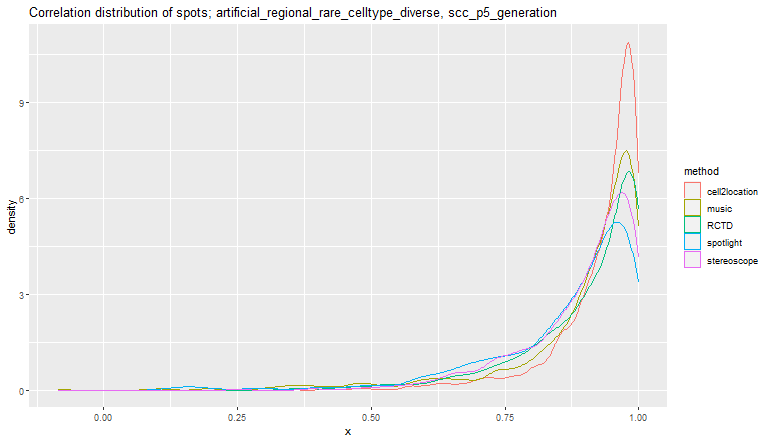 Correlation distribution of spots; artificial_regional_rare_celltype_diverse, scc_p5_generation
density
9
6
3
0
0.00 0.25 0.50 0.75 1.00
x
method
cell2location
music
RCTD
spotlight
stereoscope